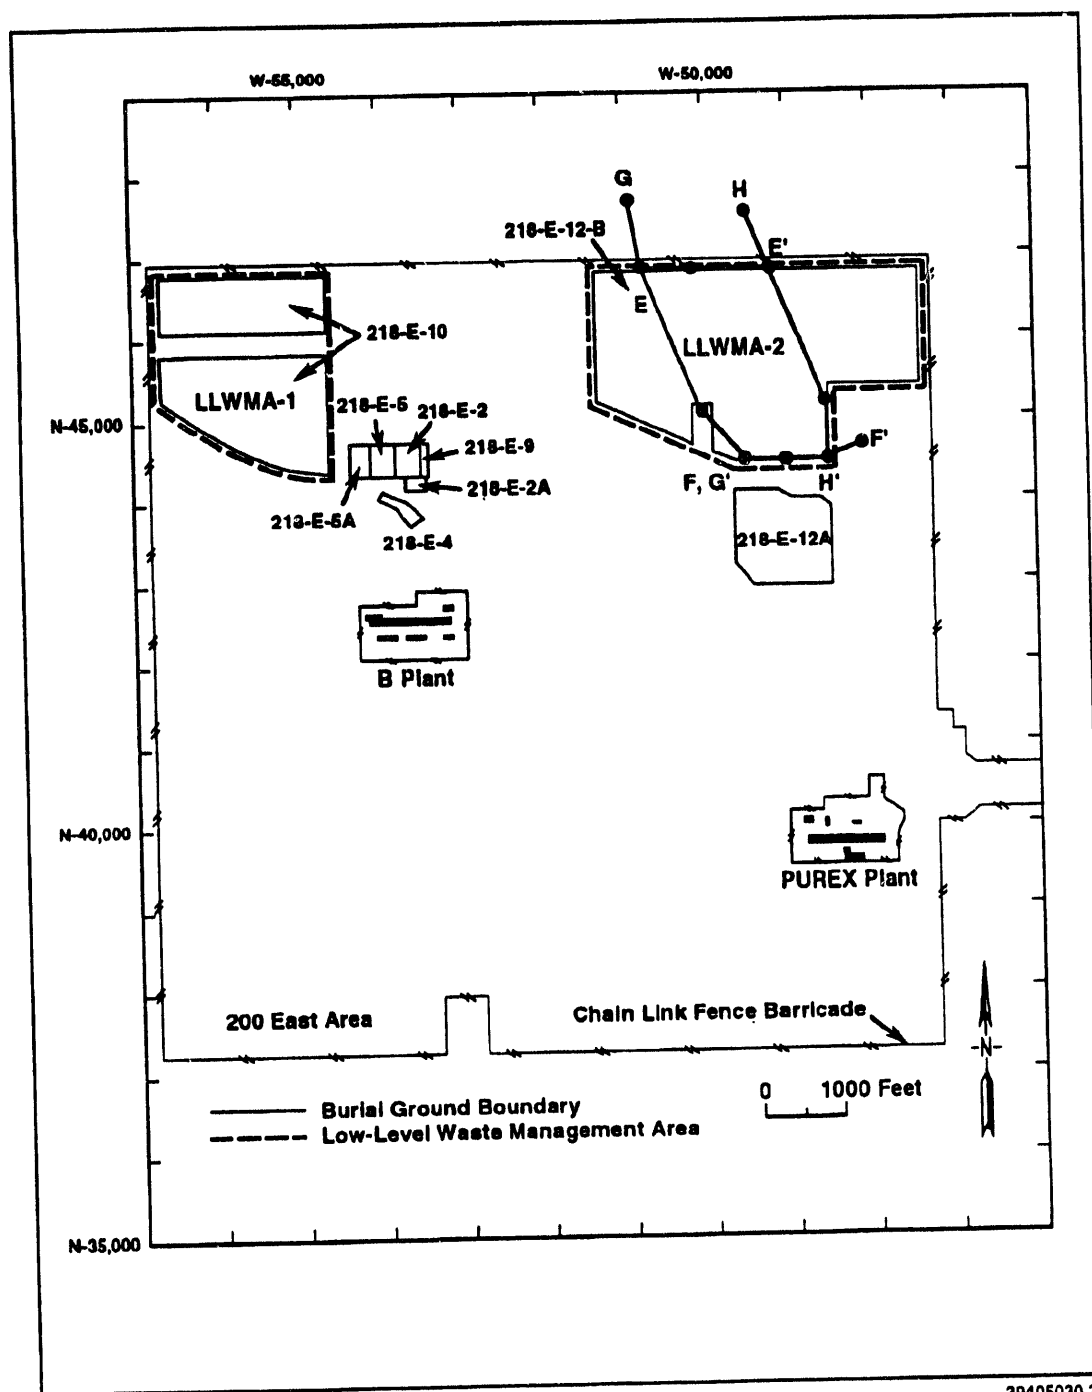 W-55,000
W-50,000
G
H
218-E-12-B
E'
E
218-E-10
LLWMA-2
LLWMA-1
218-E-5
218-E-2
N-45,000
218-E-9
F'
F, G'
H'
218-E-2A
218-E-5A
218-E-4
218-E-12A
B Plant
N-40,000
PUREX Plant
200 East Area
Chain Link Fence Barricade
N
0 1000 Feet
Burial Ground Boundary
Low-Level Waste Management Area
N-35,000